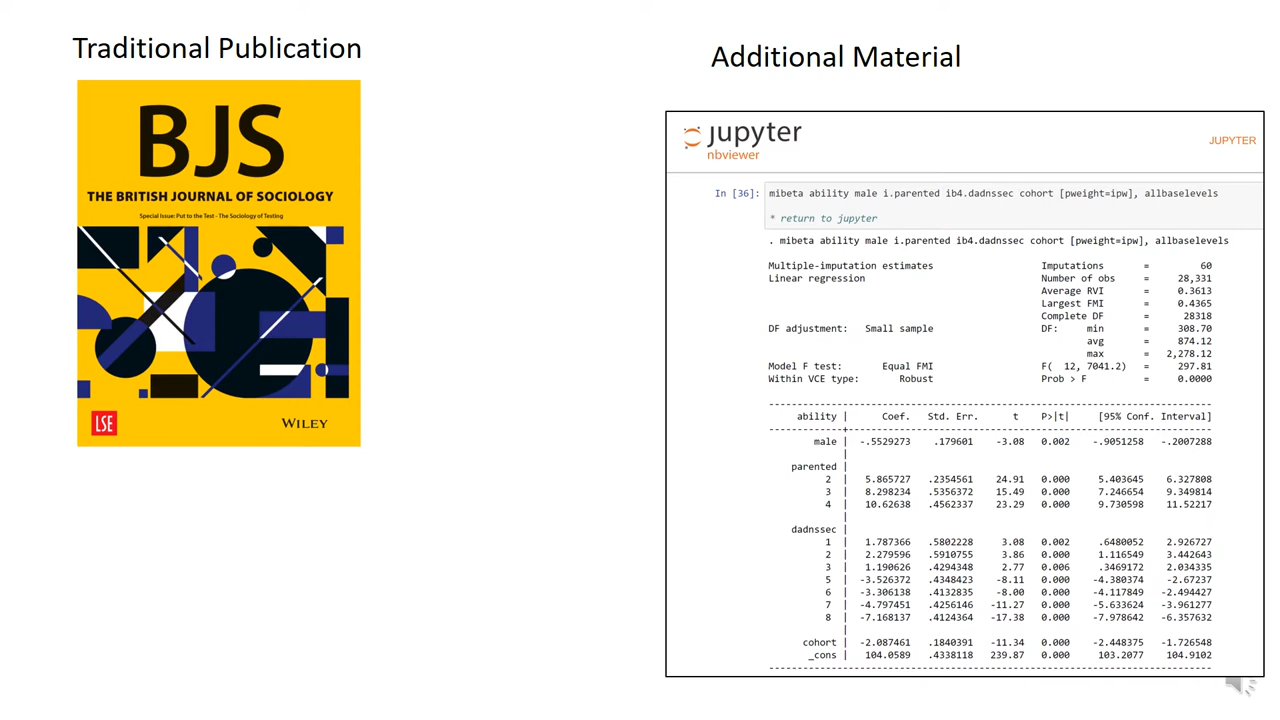 Traditional Publication
BJS
THE BRITISH JOURNAL OF SOCIOLOGY
Special Issue: Put to the Test - The Sociology of Testing
LSE
WILEY
Additional Material
jupyter
nbviewer
JUPYTER
In [36]: mibeta ability male i.parented ib4.dadnssec cohort [pweight=ipw], allbaselevels
* return to jupyter
. mibeta ability male i.parented ib4.dadnssec cohort [pweight=ipw], allbaselevels
Multiple-imputation estimates Imputations = 60
Linear regression Number of obs = 28,331
Average RVI = 0.3613
Largest FMI = 0.4365
Complete DF = 28318
DF adjustment: Small sample DF: min = 308.70
avg = 874.12
max = 2,278.12
Model F test: Equal FMI F( 12, 7041.2) = 297.81
Within VCE type: Robust Prob > F = 0.0000
ability | Coef. Std. Err. t P>|t| [95% Conf. Interval]
male | -.5529273 .179601 -3.08 0.002 -.9051258 -.2007288
parented |
2 | 5.865727 .2354561 24.91 0.000 5.403645 6.327808
3 | 8.298234 .5356372 15.49 0.000 7.246654 9.349814
4 | 10.62638 .4562337 23.29 0.000 9.730598 11.52217
dadnssec |
1 | 1.787366 .5802228 3.08 0.002 .6480052 2.926727
2 | 2.279596 .5910755 3.86 0.000 1.116549 3.442643
3 | 1.190626 .4294348 2.77 0.006 .3469172 2.034335
5 | -3.526372 .4348423 -8.11 0.000 -4.380374 -2.67237
6 | -3.306138 .4132835 -8.00 0.000 -4.117849 -2.494427
7 | -4.797451 .4256146 -11.27 0.000 -5.633624 -3.961277
8 | -7.168137 .4124364 -17.38 0.000 -7.978642 -6.357632
cohort | -2.087461 .1840391 -11.34 0.000 -2.448375 -1.726548
_cons | 104.0589 .4338118 239.87 0.000 103.2077 104.9102